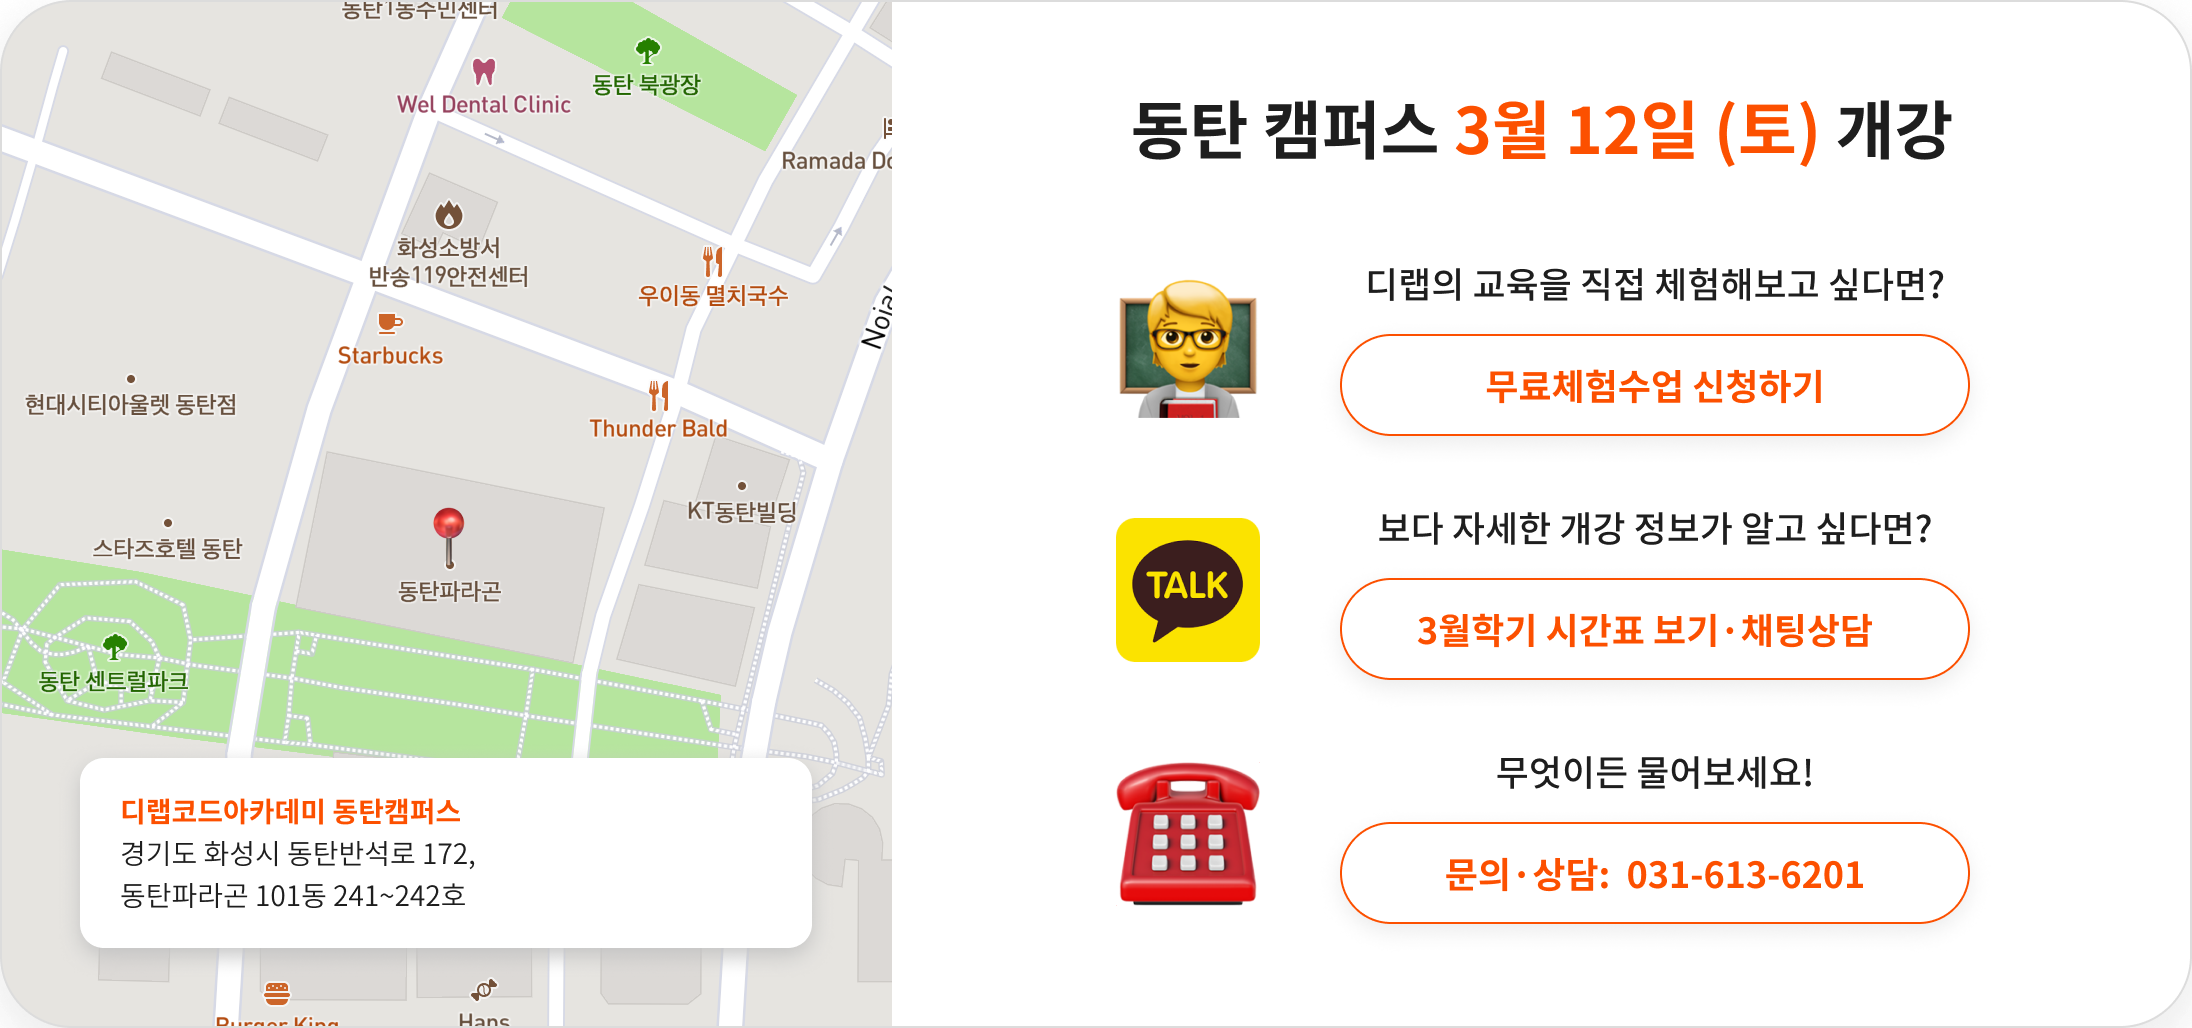 동탄1동주민센터
Wel Dental Clinic
동탄 북광장
Ramada
화성소방서
반송119안전센터
우이동 멸치국수
Starbucks
현대시티아울렛 동탄점
Thunder Bald
KT동탄빌딩
스타즈호텔 동탄
동탄파라곤
동탄 센트럴파크
디랩코드아카데미 동탄캠퍼스
경기도 화성시 동탄반석로 172,
동탄파라곤 101동 241~242호
Burger King
Hans
동탄 캠퍼스 3월 12일 (토) 개강
디랩의 교육을 직접 체험해보고 싶다면?
무료체험수업 신청하기
TALK
보다 자세한 개강 정보가 알고 싶다면?
3월학기 시간표 보기·채팅상담
무엇이든 물어보세요!
문의·상담: 031-613-6201